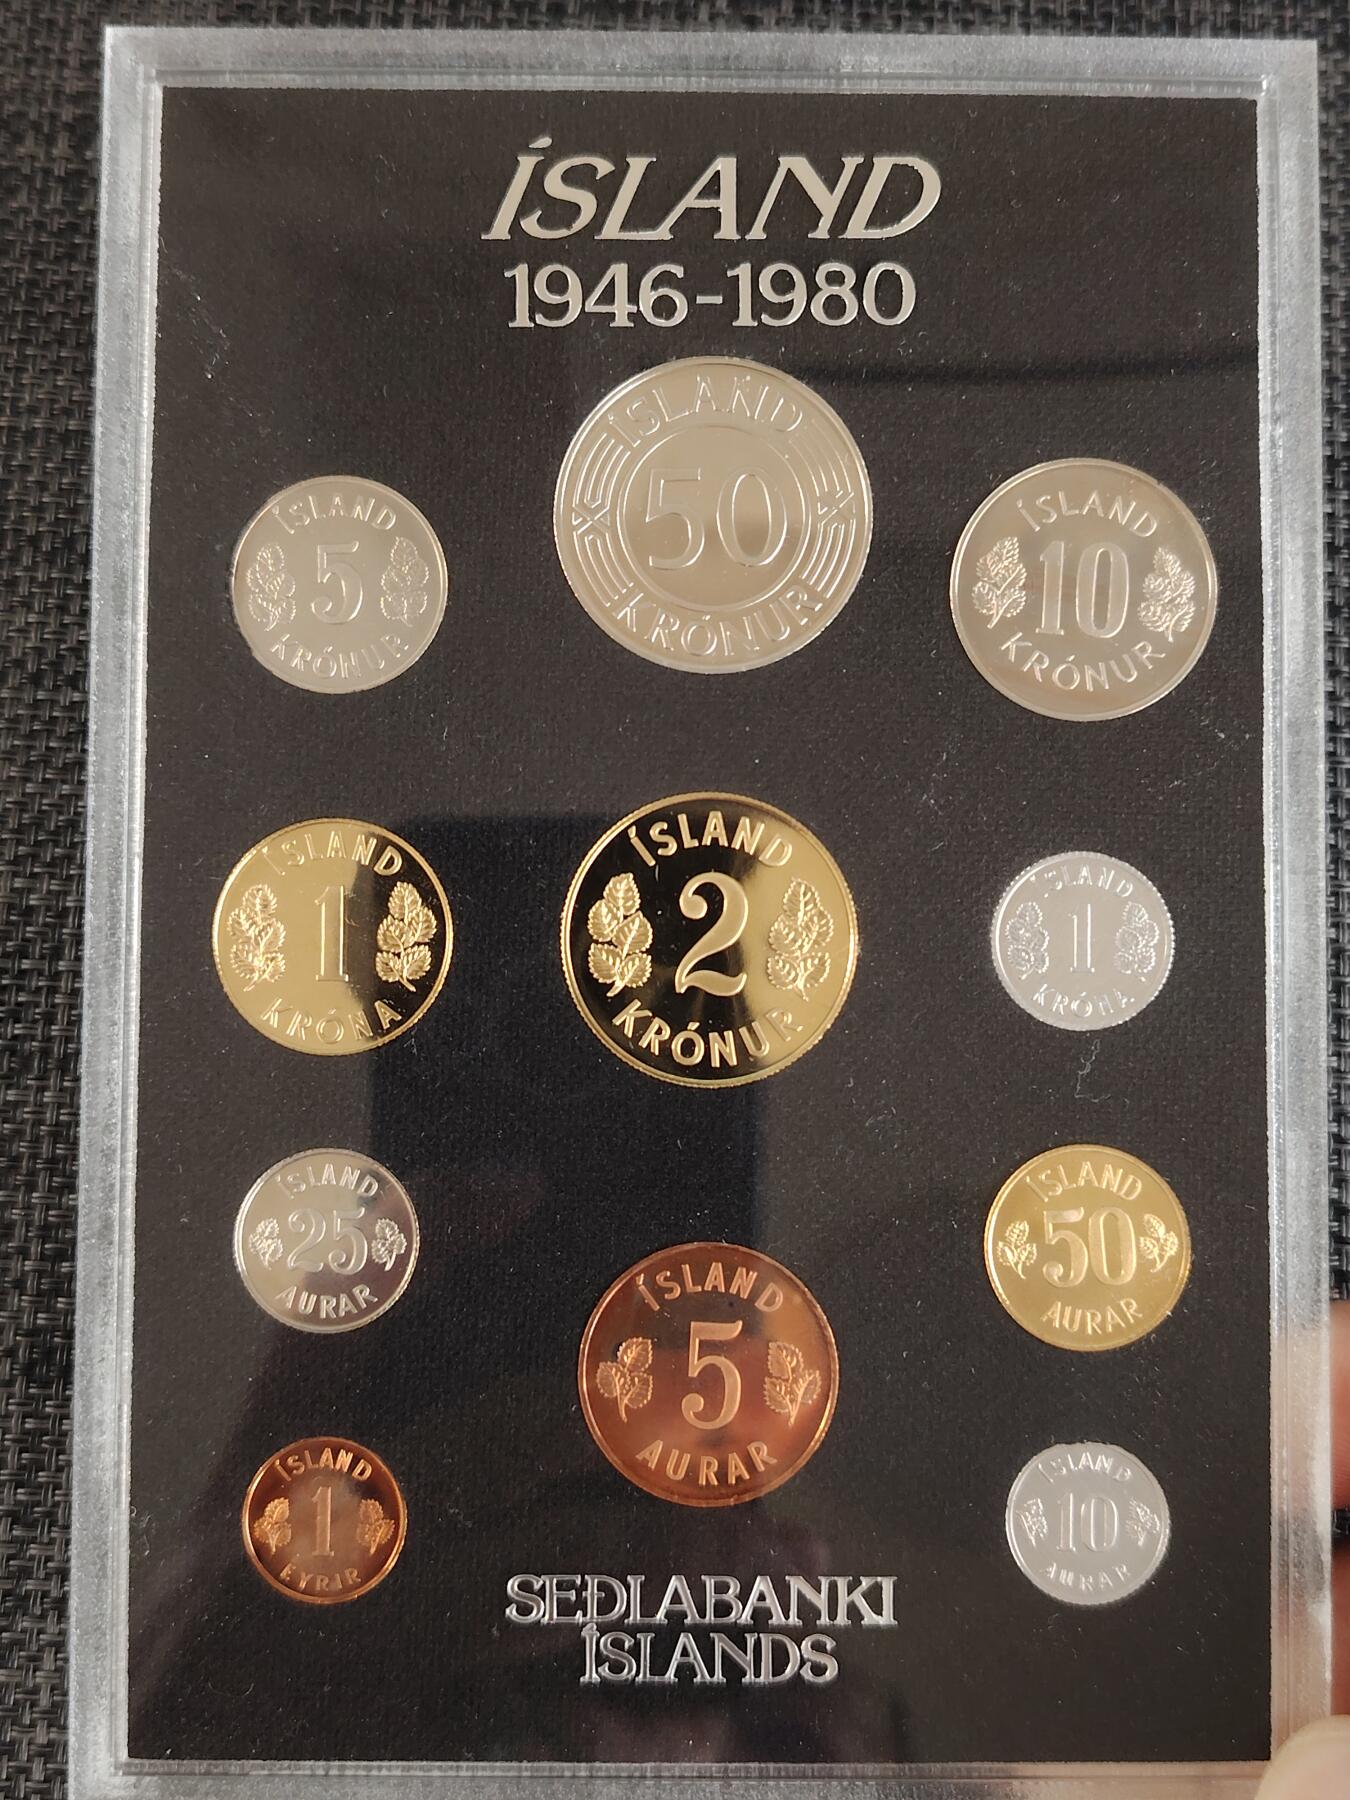 ÍSLAND
1946-1980
ÍSLAND
50
KRÓNUR
ÍSLAND
5
KRÓNUR
ÍSLAND
10
KRÓNUR
ÍSLAND
1
KRÓNA
ÍSLAND
2
KRÓNUR
ÍSLAND
1
KRÓNA
ÍSLAND
25
AURAR
ÍSLAND
50
AURAR
ÍSLAND
5
AURAR
ÍSLAND
1
EYRIR
ÍSLAND
10
AURAR
SEÐLABANKI
ÍSLANDS